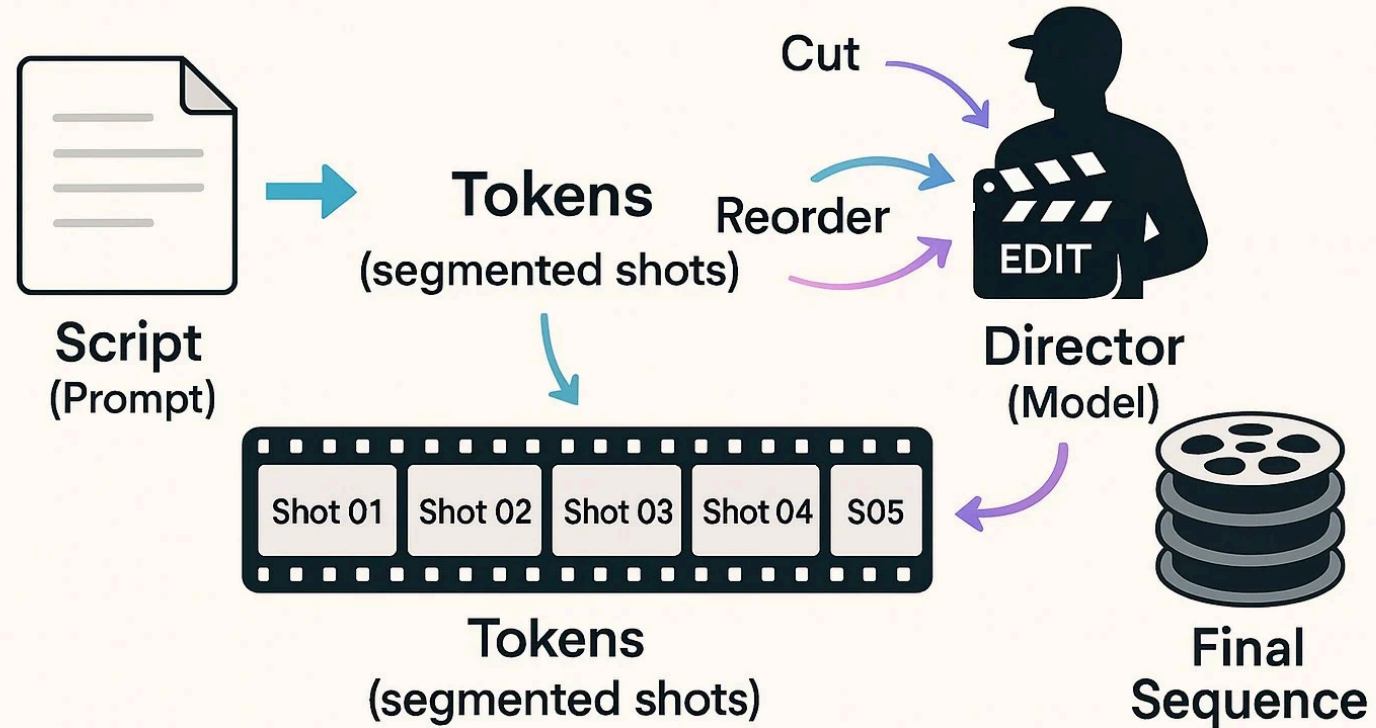 Cut
Tokens
Reorder
(segmented shots)
EDIT
Script
(Prompt)
Director
(Model)
Shot 01
Shot 02
Shot 03
Shot 04
S05
Tokens
(segmented shots)
Final
Sequence